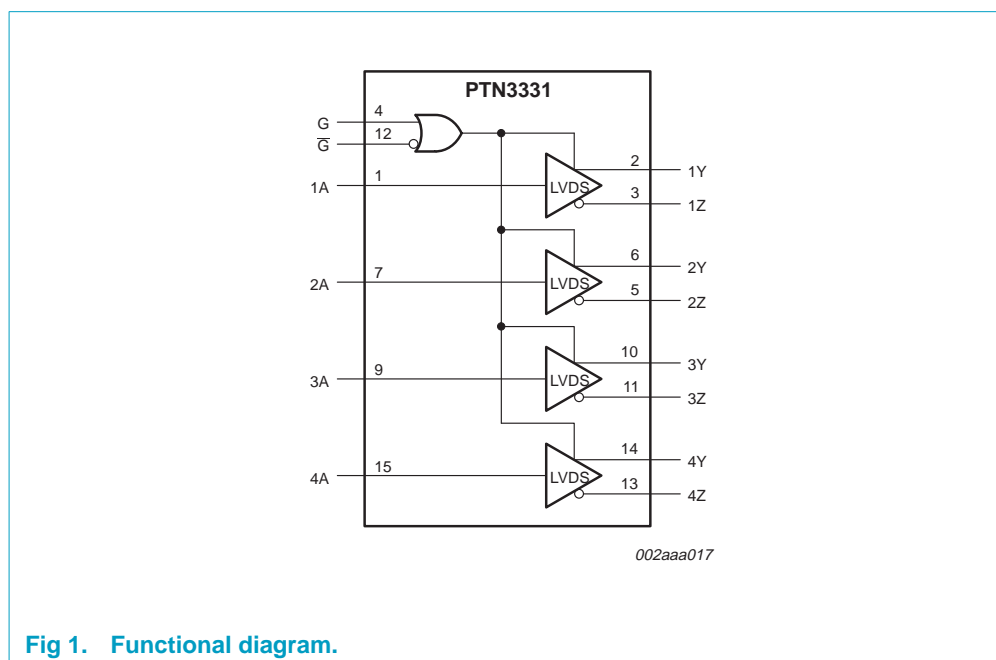 PTN3331
G 4
G̅ 12
1A 1
LVDS
2 1Y
3 1Z
2A 7
LVDS
6 2Y
5 2Z
3A 9
LVDS
10 3Y
11 3Z
4A 15
LVDS
14 4Y
13 4Z
002aaa017
Fig 1. Functional diagram.